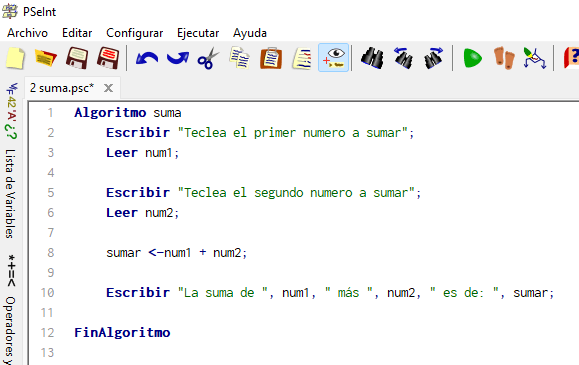 PSeInt
Archivo Editar Configurar Ejecutar Ayuda
2 suma.psc* X
1 Algoritmo suma
2 Escribir "Teclea el primer numero a sumar";
3 Leer num1;
4
5 Escribir "Teclea el segundo numero a sumar";
6 Leer num2;
7
8 sumar <-num1 + num2;
9
10 Escribir "La suma de ", num1, " más ", num2, " es de: ", sumar;
11
12 FinAlgoritmo
13
42 'A' ¿?
Lista de Variables
*+=<
Operadores y